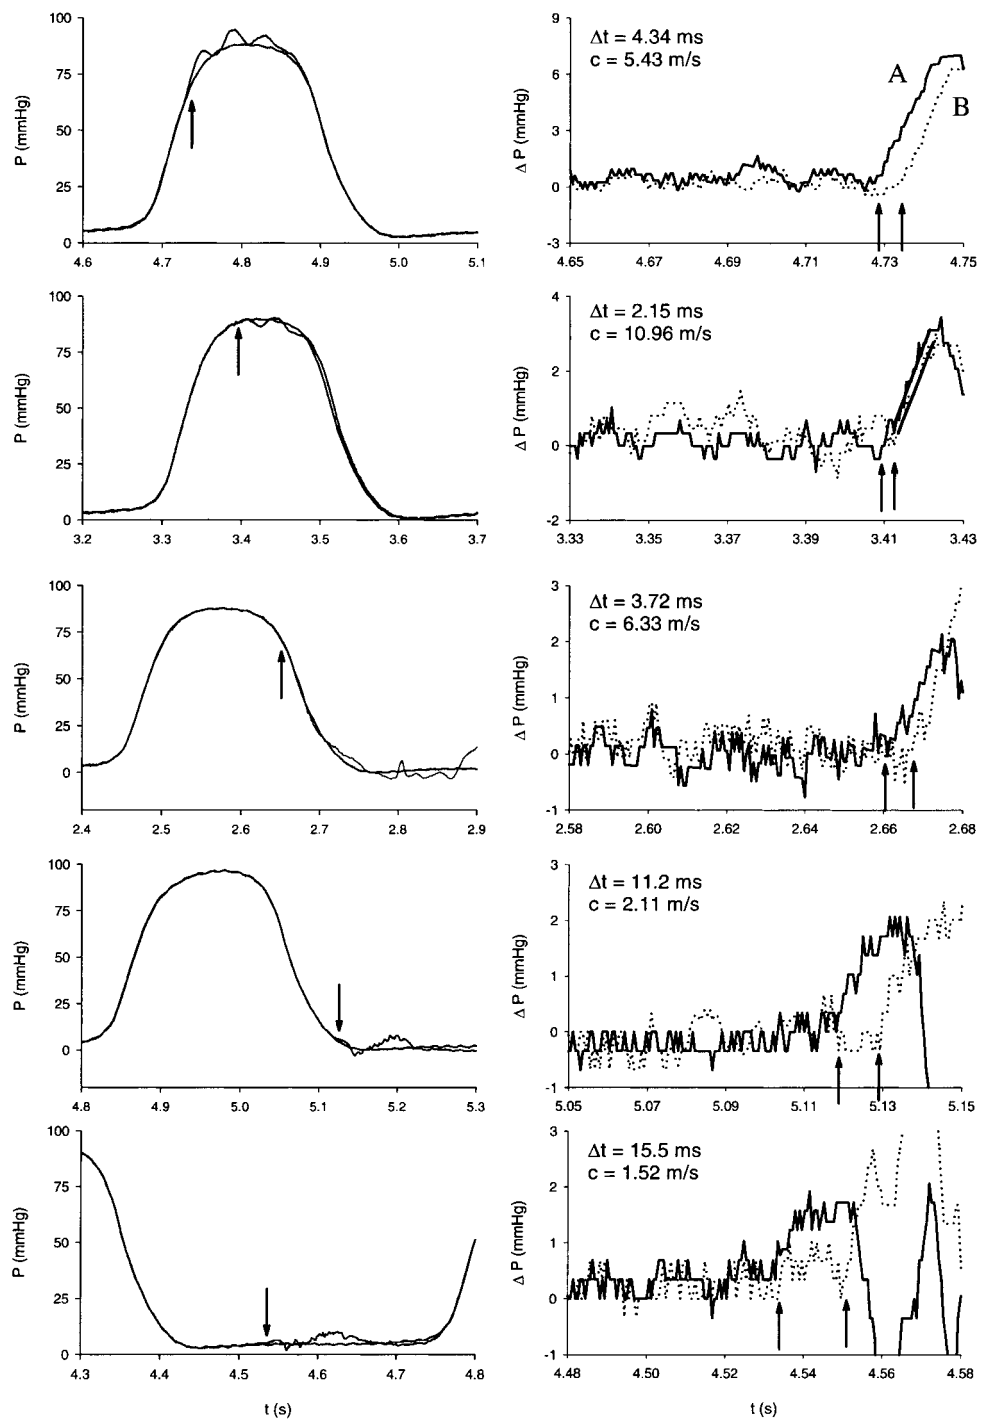 100
75
50
25
0
P (mmHg)
4.6 4.7 4.8 4.9 5.0 5.1
9
6
3
0
-3
Δ P (mmHg)
Δt = 4.34 ms
c = 5.43 m/s
A
B
4.65 4.67 4.69 4.71 4.73 4.75
100
75
50
25
0
P (mmHg)
3.2 3.3 3.4 3.5 3.6 3.7
4
2
0
-2
Δ P (mmHg)
Δt = 2.15 ms
c = 10.96 m/s
3.33 3.35 3.37 3.39 3.41 3.43
100
75
50
25
0
P (mmHg)
2.4 2.5 2.6 2.7 2.8 2.9
3
2
1
0
-1
Δ P (mmHg)
Δt = 3.72 ms
c = 6.33 m/s
2.58 2.60 2.62 2.64 2.66 2.68
100
75
50
25
0
P (mmHg)
4.8 4.9 5.0 5.1 5.2 5.3
3
2
1
0
-1
Δ P (mmHg)
Δt = 11.2 ms
c = 2.11 m/s
5.05 5.07 5.09 5.11 5.13 5.15
100
75
50
25
0
P (mmHg)
4.3 4.4 4.5 4.6 4.7 4.8
t (s)
3
2
1
0
-1
Δ P (mmHg)
Δt = 15.5 ms
c = 1.52 m/s
4.48 4.50 4.52 4.54 4.56 4.58
t (s)